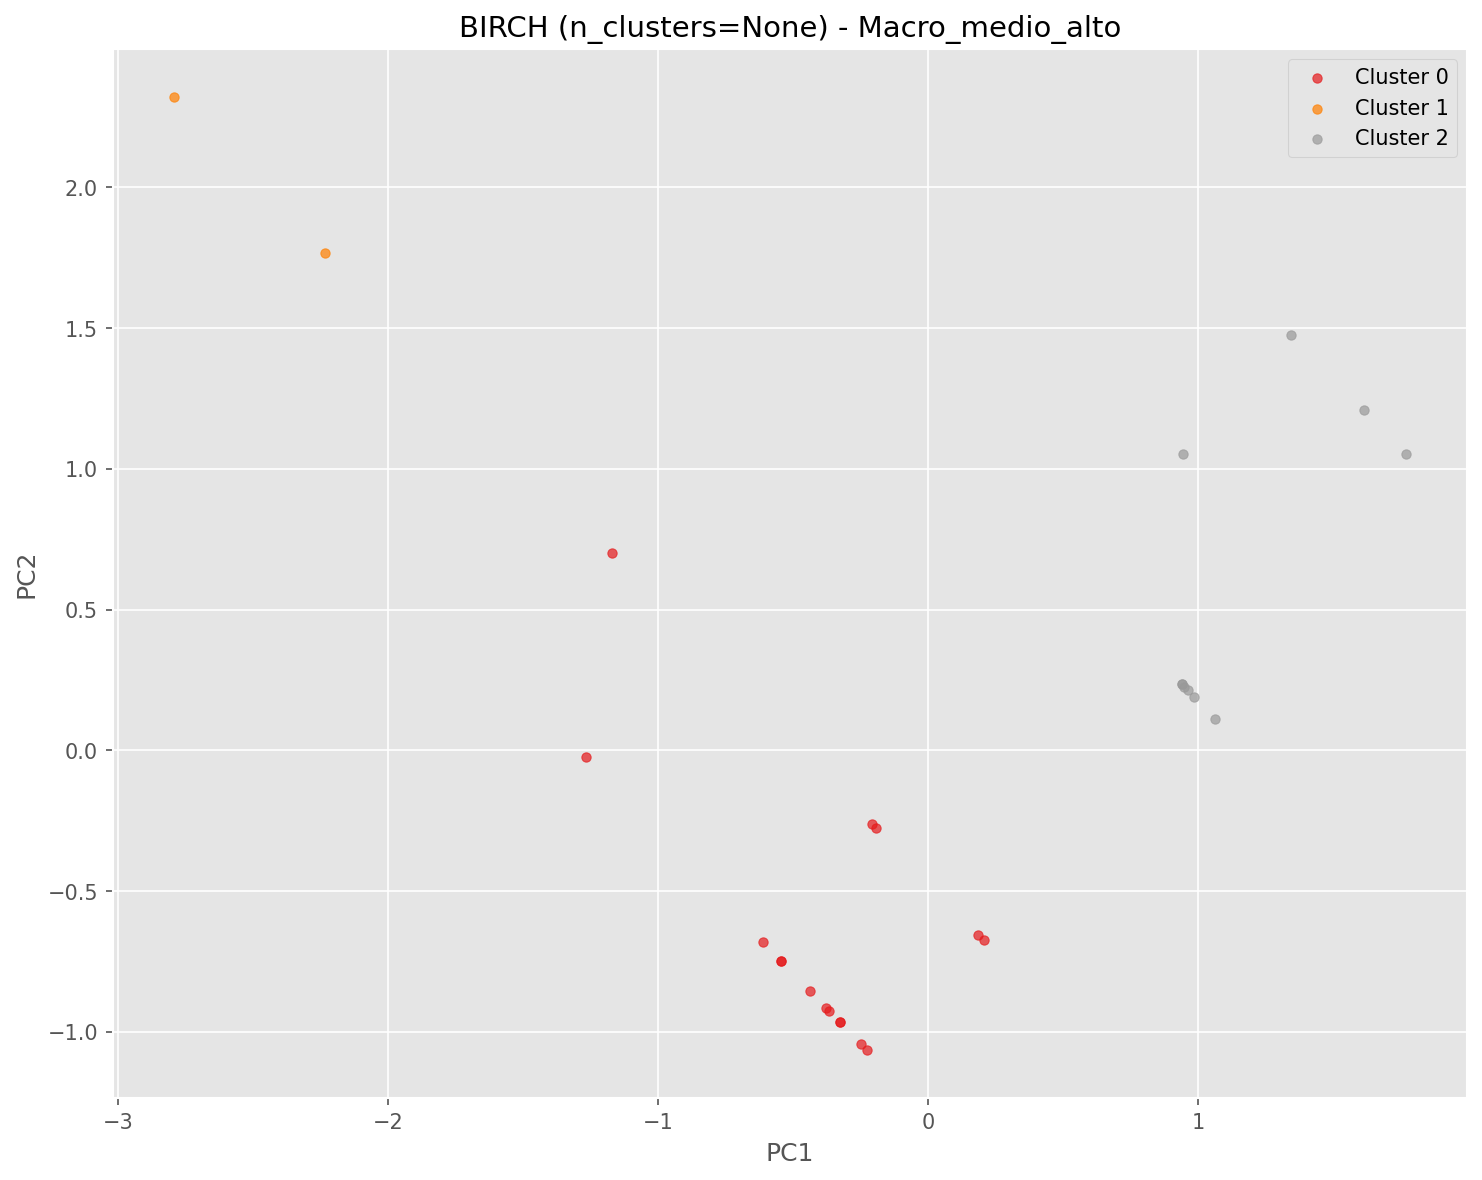 BIRCH (n_clusters=None) - Macro_medio_alto
Cluster 0
Cluster 1
Cluster 2
2.0
1.5
1.0
0.5
0.0
−0.5
−1.0
PC2
−3
−2
−1
0
1
PC1